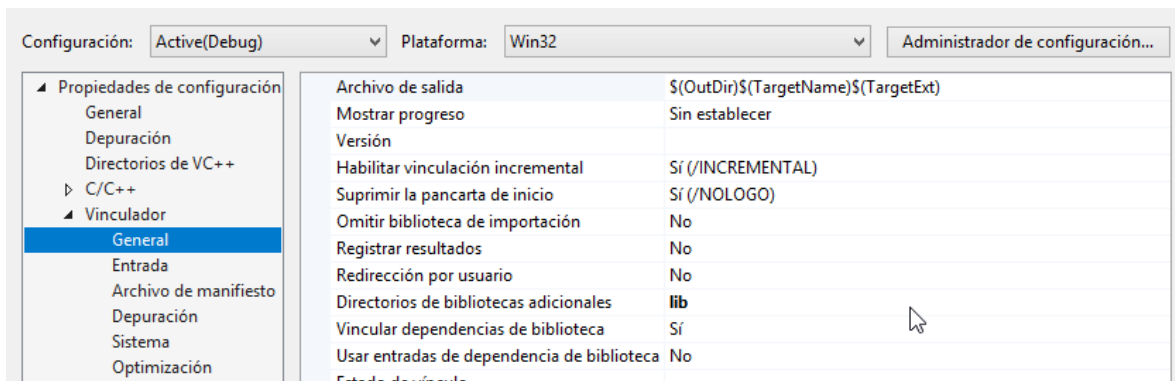 Configuración: Active(Debug) Plataforma: Win32 Administrador de configuración...
Propiedades de configuración
General
Depuración
Directorios de VC++
C/C++
Vinculador
General
Entrada
Archivo de manifiesto
Depuración
Sistema
Optimización
Archivo de salida $(OutDir)$(TargetName)$(TargetExt)
Mostrar progreso Sin establecer
Versión
Habilitar vinculación incremental Sí (/INCREMENTAL)
Suprimir la pancarta de inicio Sí (/NOLOGO)
Omitir biblioteca de importación No
Registrar resultados No
Redirección por usuario No
Directorios de bibliotecas adicionales lib
Vincular dependencias de biblioteca Sí
Usar entradas de dependencia de biblioteca No
Estado de vínculo